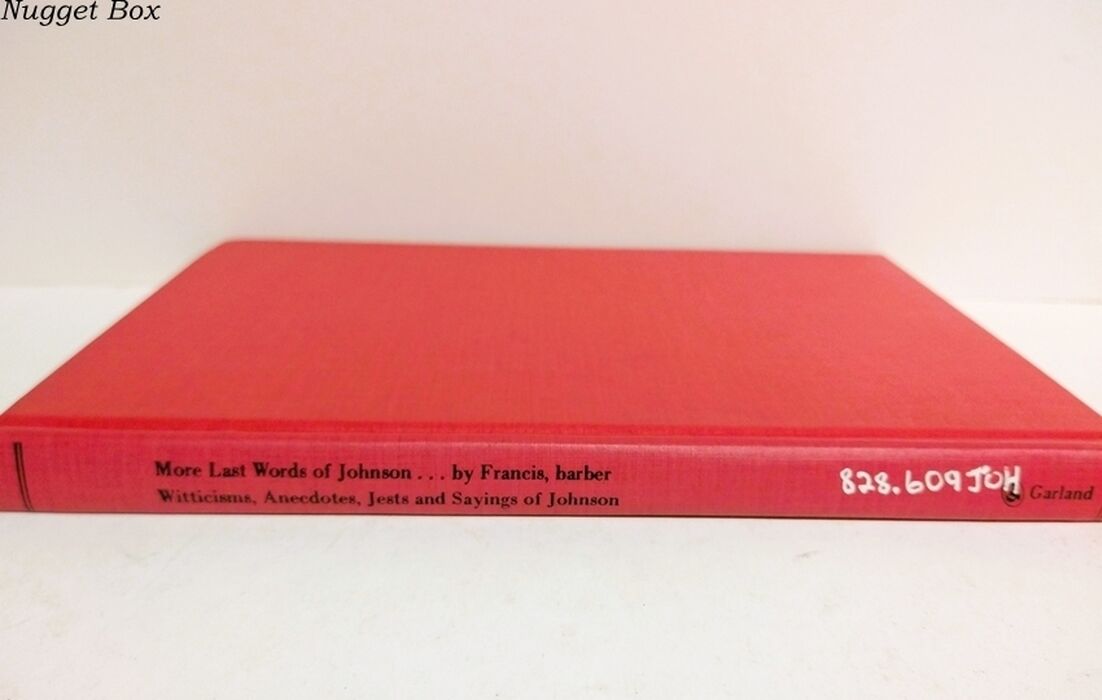 Nugget Box
More Last Words of Johnson . . . by Francis, barber
Witticisms, Anecdotes, Jests and Sayings of Johnson
828.609 JOH
Garland